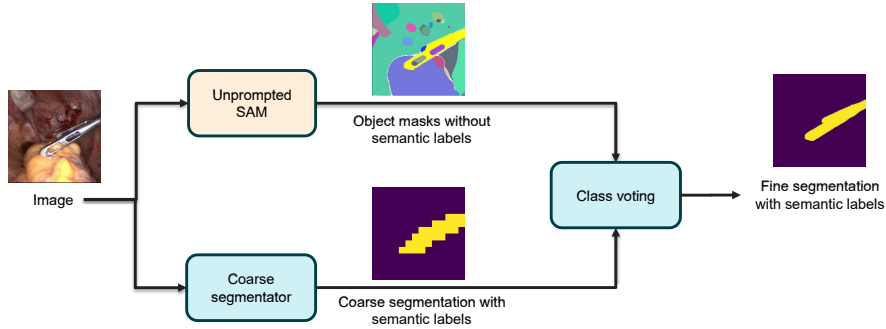 Unprompted
SAM
Object masks without
semantic labels
Image
Class voting
Fine segmentation
with semantic labels
Coarse
segmentator
Coarse segmentation with
semantic labels